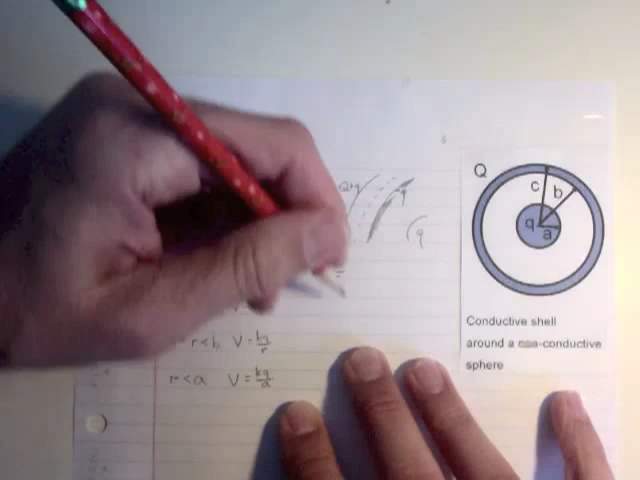 Q+q
q
q
=
r<b V=kq/r
r<a V=kq/a
Q
c
b
q
a
Conductive shell
around a non-conductive
sphere